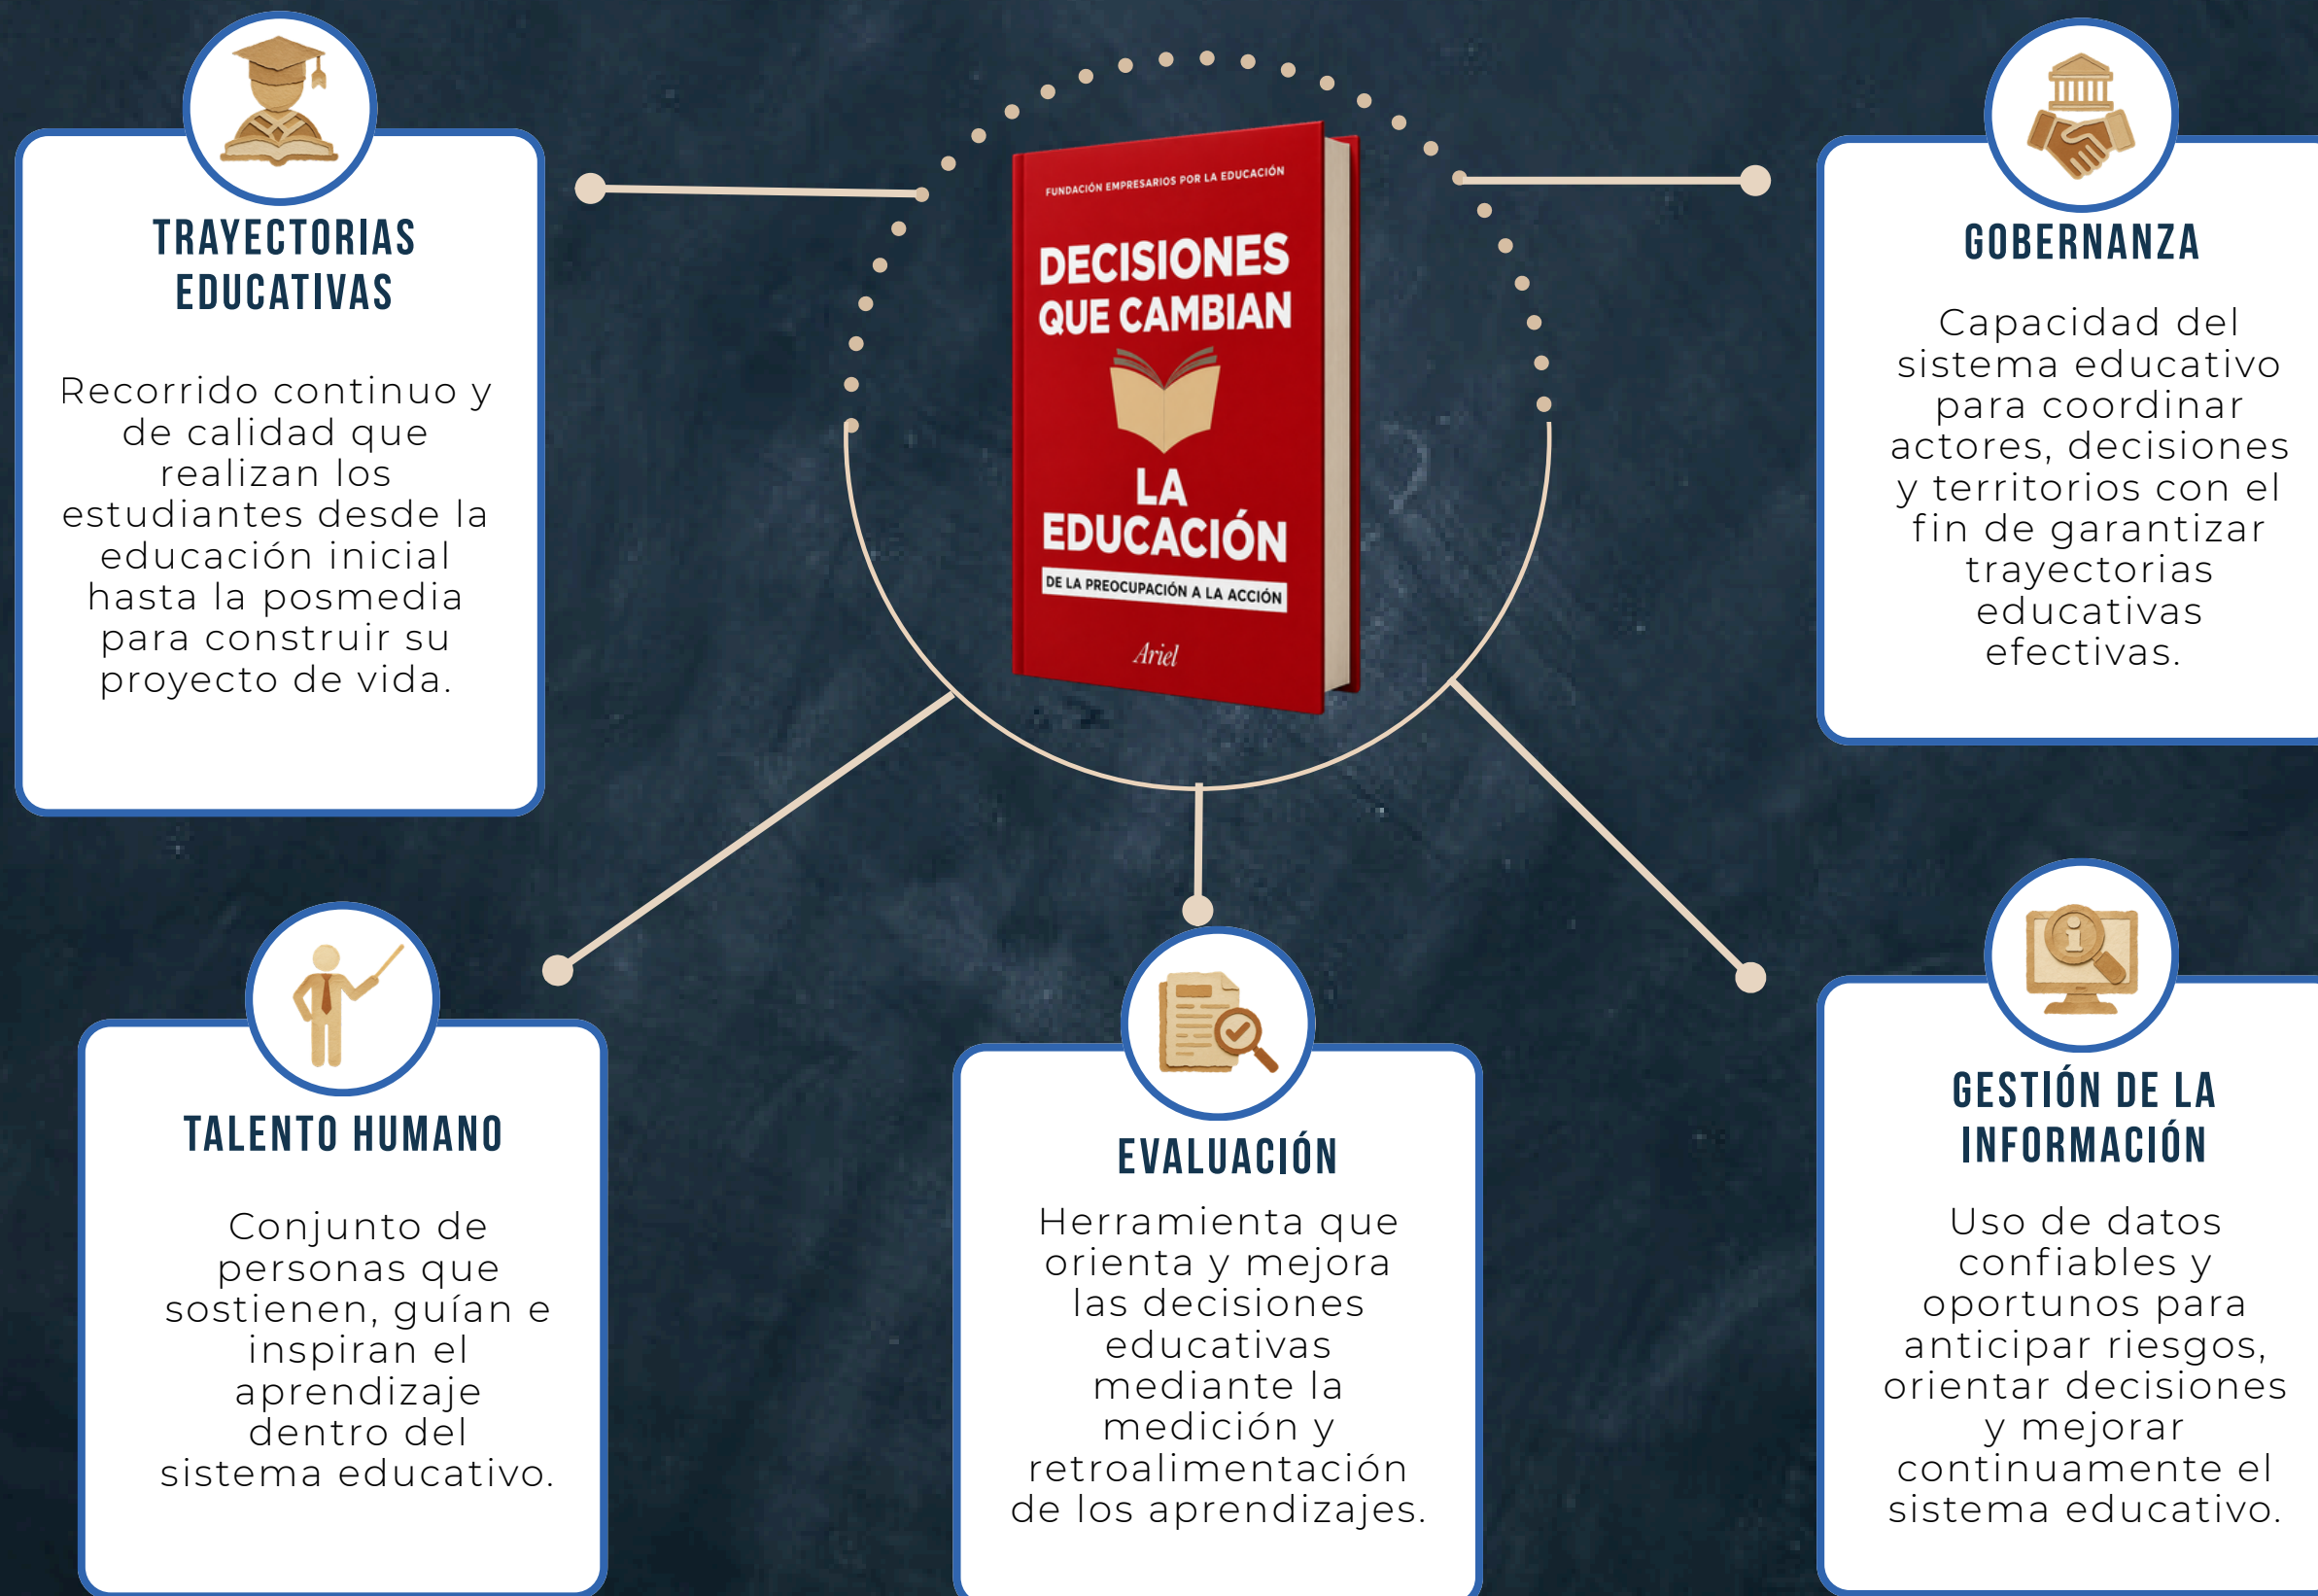 TRAYECTORIAS
EDUCATIVAS
Recorrido continuo y
de calidad que
realizan los
estudiantes desde la
educación inicial
hasta la posmedia
para construir su
proyecto de vida.
FUNDACIÓN EMPRESARIOS POR LA EDUCACIÓN
DECISIONES
QUE CAMBIAN
LA
EDUCACIÓN
DE LA PREOCUPACIÓN A LA ACCIÓN
Ariel
GOBERNANZA
Capacidad del
sistema educativo
para coordinar
actores, decisiones
y territorios con el
fin de garantizar
trayectorias
educativas
efectivas.
TALENTO HUMANO
Conjunto de
personas que
sostienen, guían e
inspiran el
aprendizaje
dentro del
sistema educativo.
EVALUACIÓN
Herramienta que
orienta y mejora
las decisiones
educativas
mediante la
medición y
retroalimentación
de los aprendizajes.
i
GESTIÓN DE LA
INFORMACIÓN
Uso de datos
confiables y
oportunos para
anticipar riesgos,
orientar decisiones
y mejorar
continuamente el
sistema educativo.